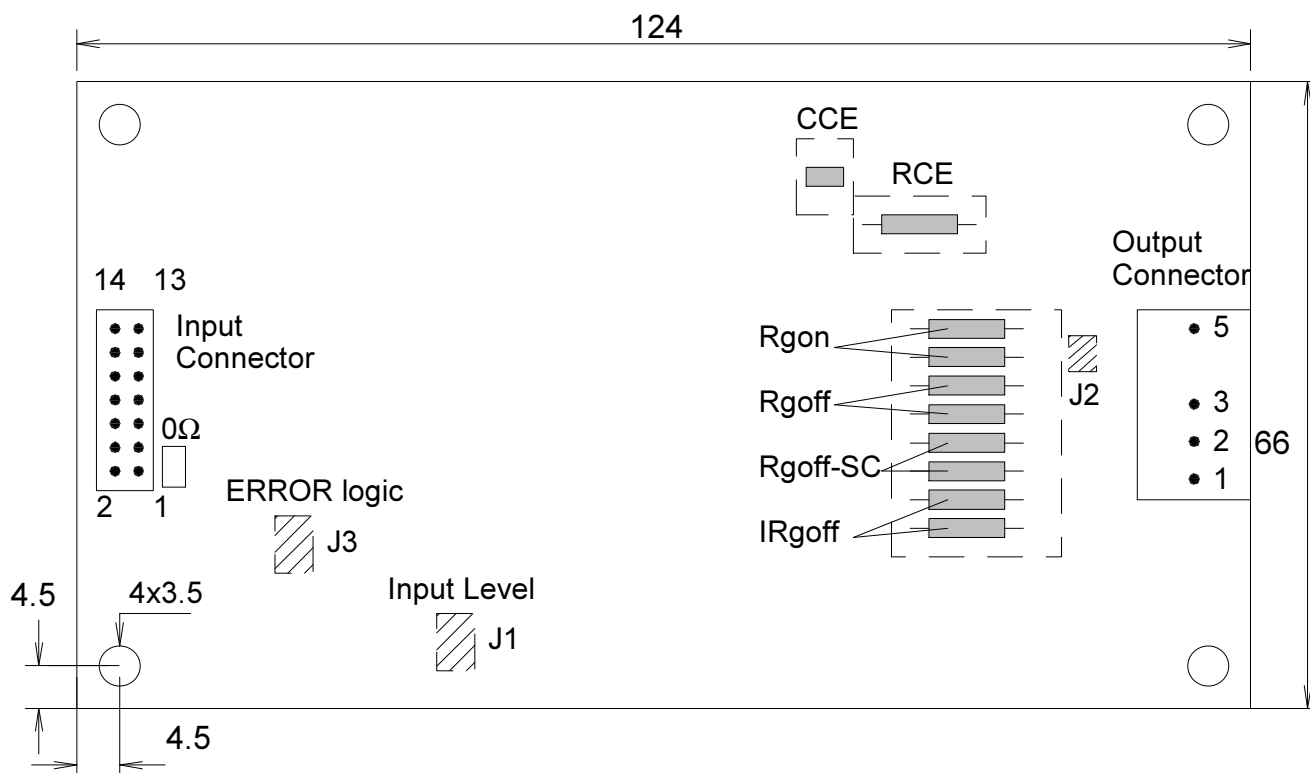 124
CCE
RCE
Output
Connector
14 13
Input
Connector
5
Rgon
J2
Rgoff
3
0Ω
2
66
Rgoff-SC
1
2 1
ERROR logic
IRgoff
J3
4.5
4x3.5
Input Level
J1
4.5